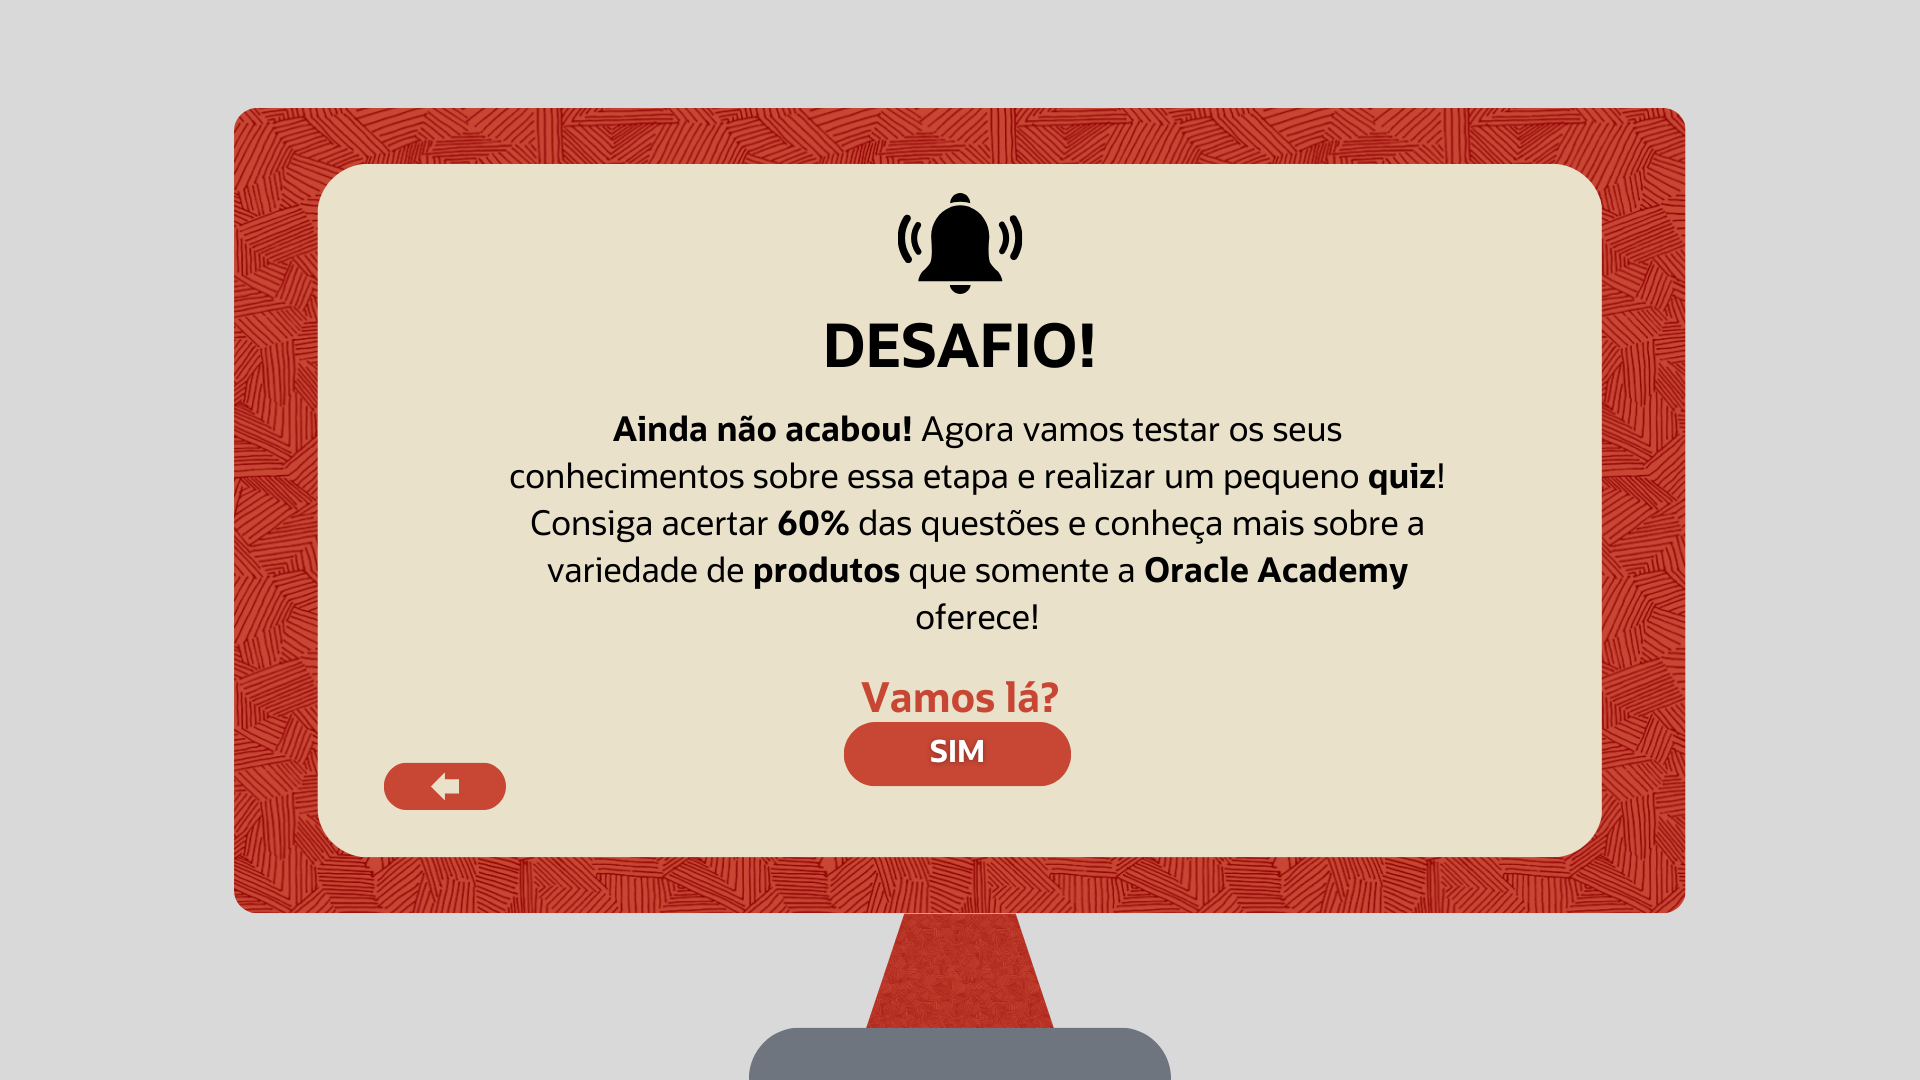 DESAFIO!
Ainda não acabou! Agora vamos testar os seus
conhecimentos sobre essa etapa e realizar um pequeno quiz!
Consiga acertar 60% das questões e conheça mais sobre a
variedade de produtos que somente a Oracle Academy
oferece!
Vamos lá?
SIM